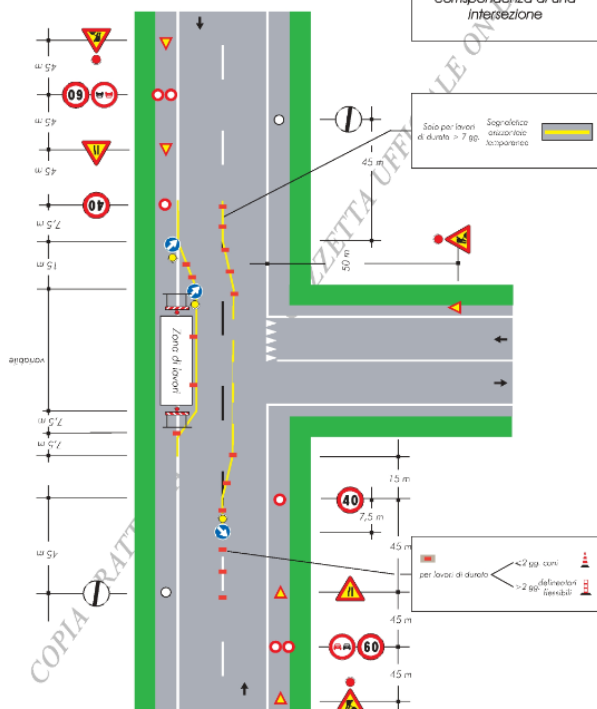 corrispondenza di una
intersezione
45 m
60
45 m
45 m
40
7,5 m
15 m
variabile
7,5 m
7,5 m
45 m
Zona di lavori
45 m
50 m
Solo per lavori
di durata > 7 gg.
Segnaletica
orizzontale
temporanea
15 m
40
7,5 m
45 m
45 m
60
45 m
per lavori di durata
<2 gg. coni
>2 gg. delineatori
flessibili
COPIA TRATTA
GAZZETTA UFFICIALE ON